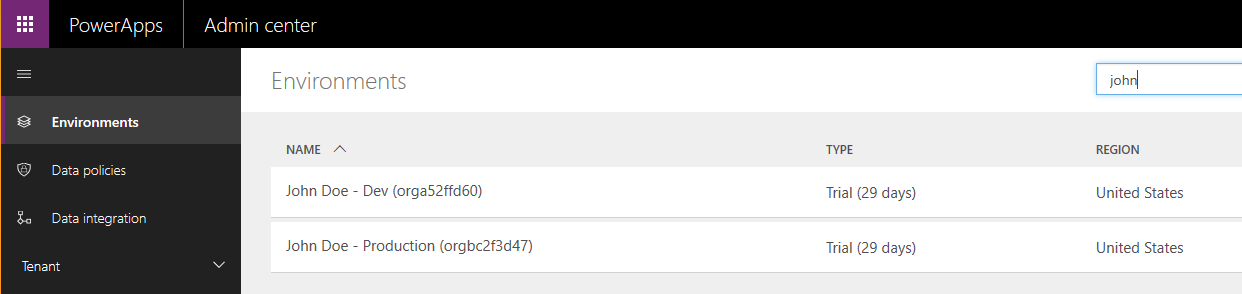 PowerApps Admin center
Environments
john
Environments
Data policies
Data integration
Tenant
NAME TYPE REGION
John Doe - Dev (orga52ffd60) Trial (29 days) United States
John Doe - Production (orgbc2f3d47) Trial (29 days) United States